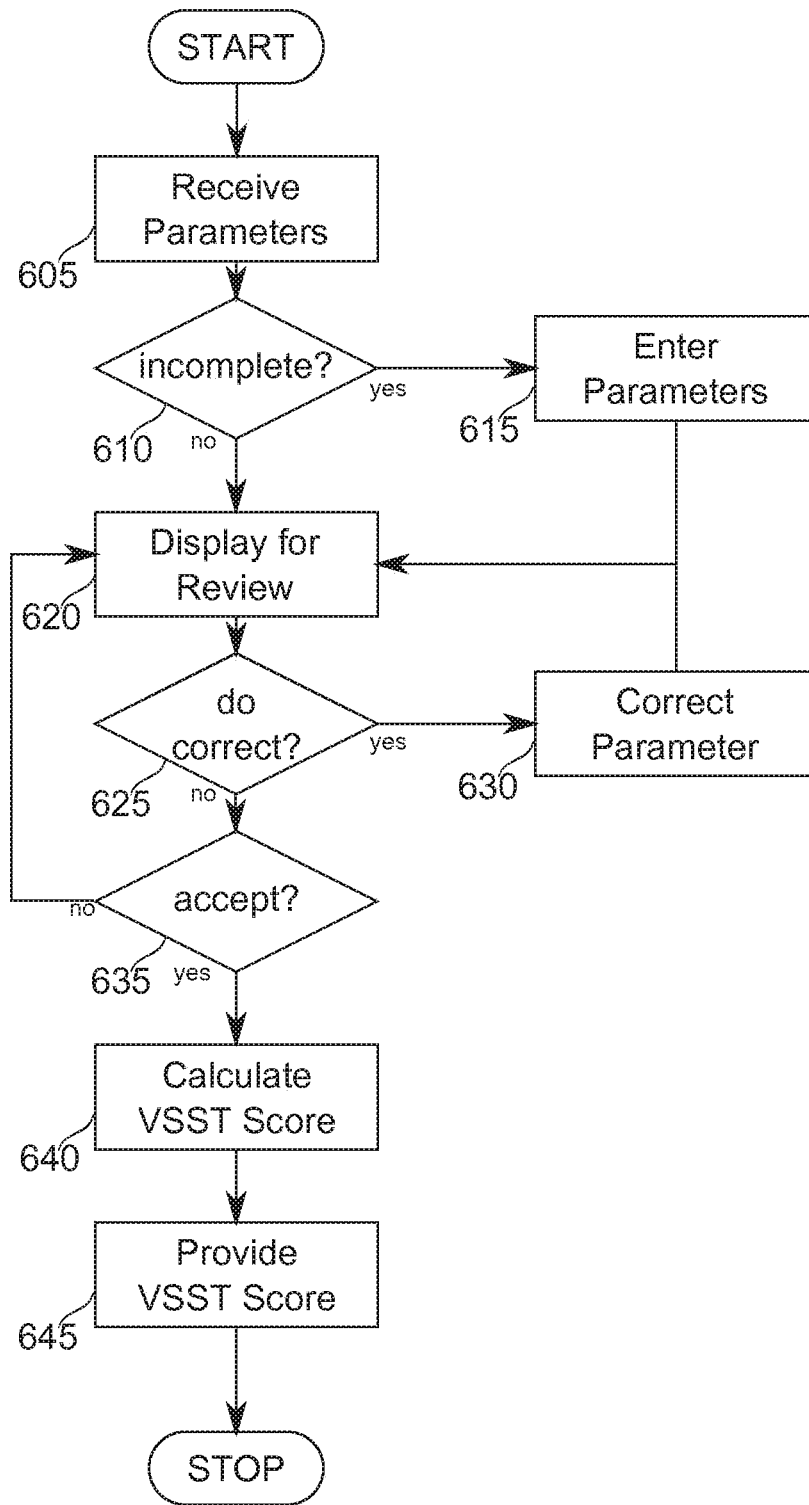 START
Receive
Parameters
605
incomplete?
yes
610
no
Enter
Parameters
615
Display for
Review
620
do
correct?
yes
625
no
Correct
Parameter
630
accept?
no
635
yes
Calculate
VSST Score
640
Provide
VSST Score
645
STOP